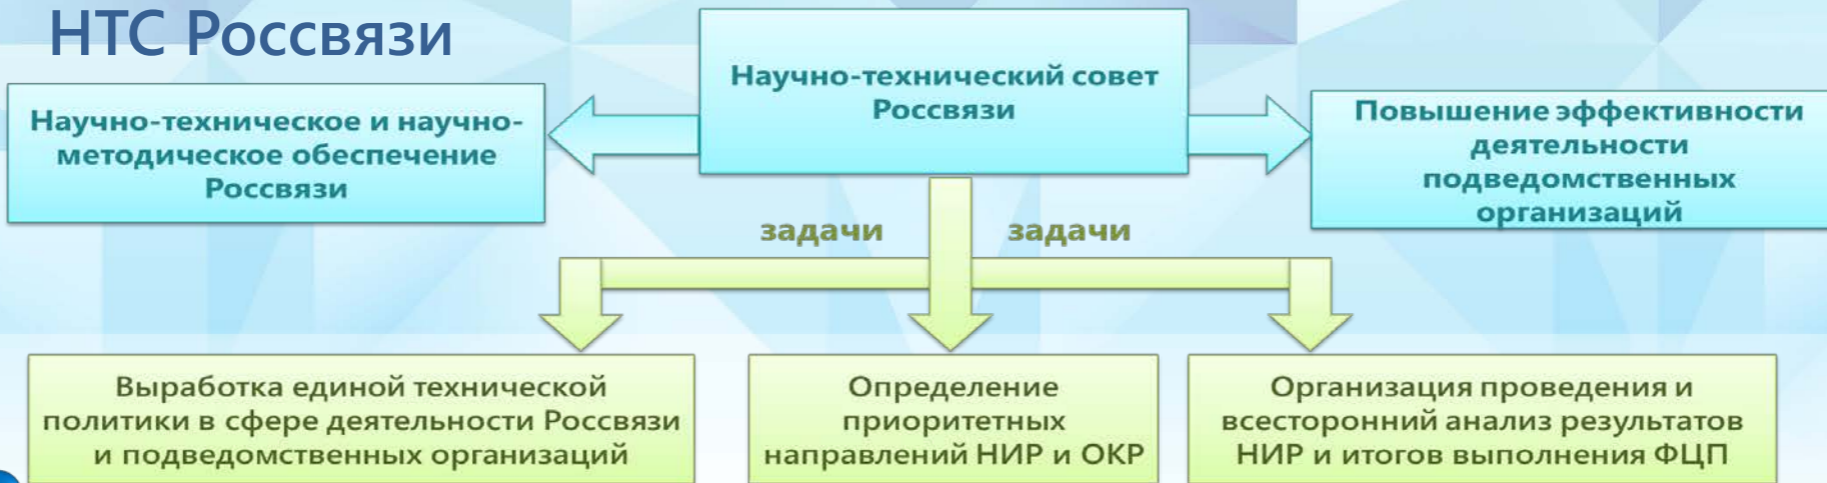 НТС Россвязи
Научно-технический совет
Россвязи
Научно-техническое и научно-
методическое обеспечение
Россвязи
Повышение эффективности
деятельности
подведомственных
организаций
задачи
задачи
Выработка единой технической
политики в сфере деятельности Россвязи
и подведомственных организаций
Определение
приоритетных
направлений НИР и ОКР
Организация проведения и
всесторонний анализ результатов
НИР и итогов выполнения ФЦП